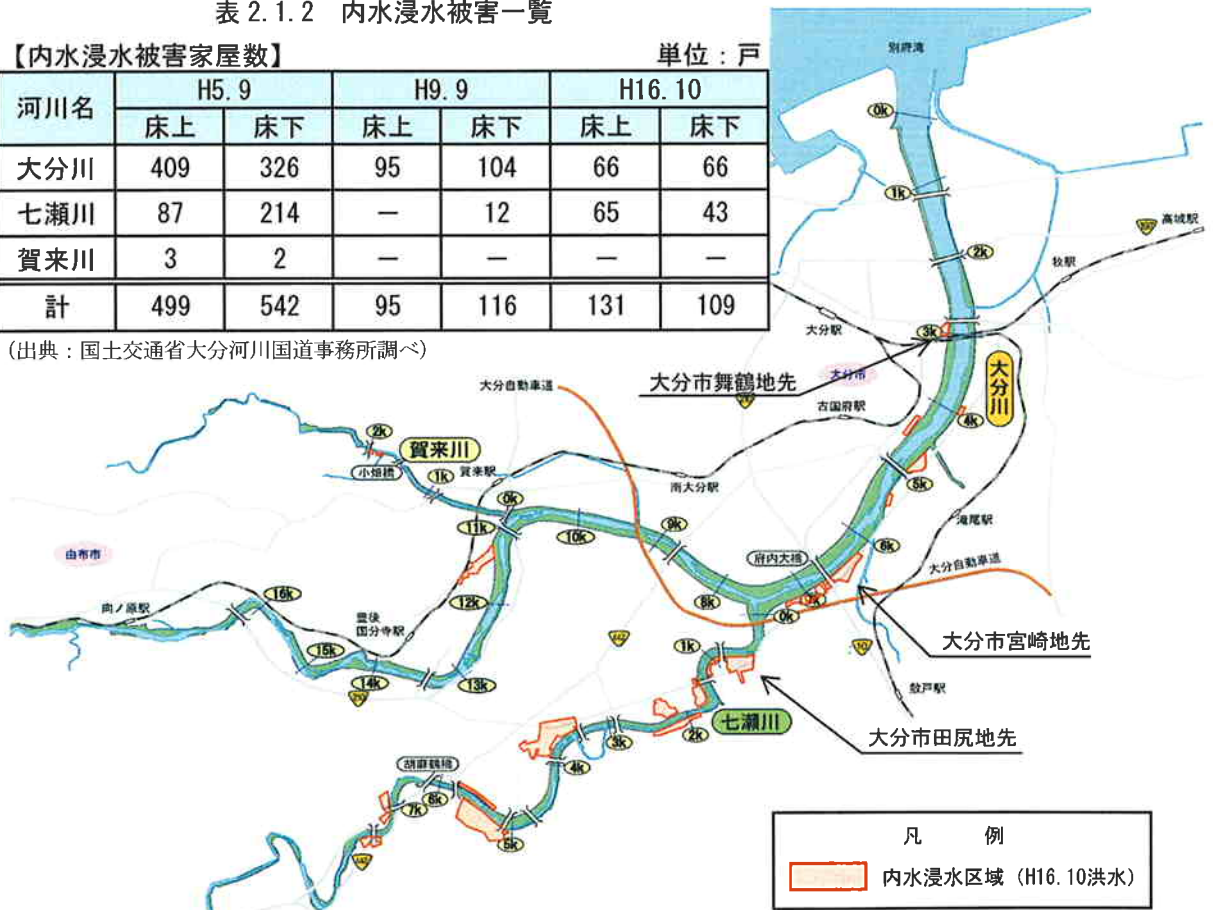 表 2.1.2 内水浸水被害一覧
【内水浸水被害家屋数】 単位：戸
河川名 H5.9 H9.9 H16.10
床上 床下 床上 床下 床上 床下
大分川 409 326 95 104 66 66
七瀬川 87 214 － 12 65 43
賀来川 3 2 － － － －
計 499 542 95 116 131 109
（出典：国土交通省大分河川国道事務所調べ）
別府湾
0k
1k
高城駅
2k
牧駅
大分駅
3k
大分市舞鶴地先
大分市
大分川
大分自動車道
古国府駅
4k
2k
賀来川
小畑橋
1k
賀来駅
南大分駅
5k
0k
11k
10k
9k
滝尾駅
6k
由布市
府内大橋
大分自動車道
8k
12k
0k
16k
向ノ原駅
豊後
国分寺駅
442
大分市宮崎地先
1k
15k
14k
13k
敷戸駅
七瀬川
2k
大分市田尻地先
3k
胡麻鶴橋
4k
6k
7k
5k
凡 例
内水浸水区域（H16.10洪水）